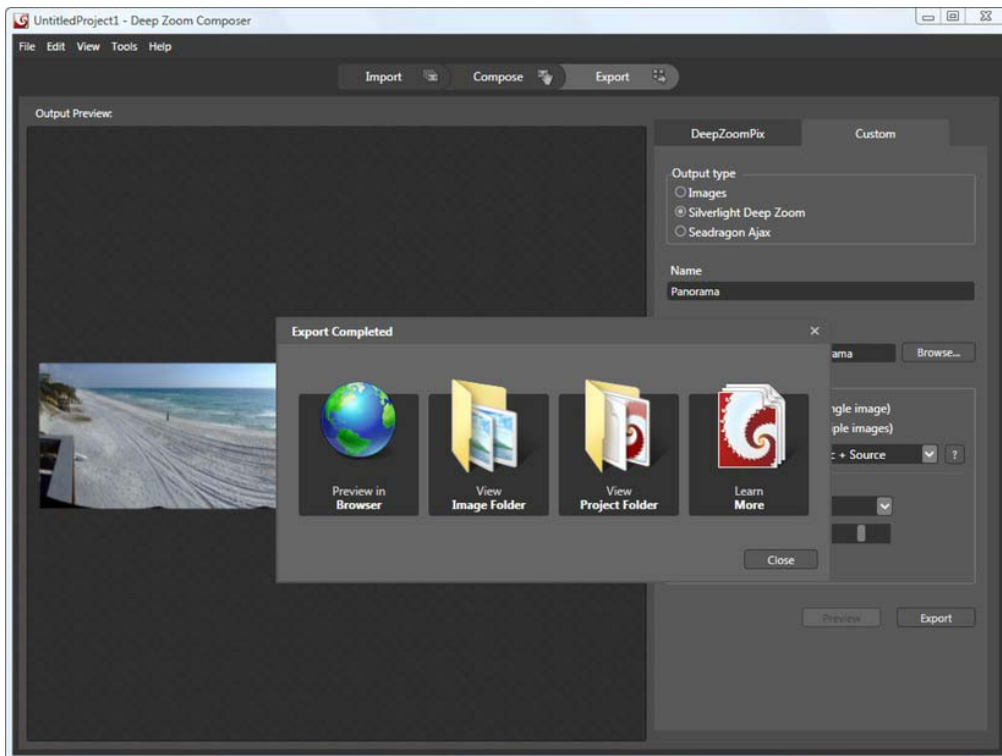 UntitledProject1 - Deep Zoom Composer
File Edit View Tools Help
Import Compose Export
Output Preview:
DeepZoomPix Custom
Output type
Images
Silverlight Deep Zoom
Seadragon Ajax
Name
Panorama
Export Completed
ama Browse...
ngle image)
iple images)
+ Source ?
Preview in
Browser
View
Image Folder
View
Project Folder
Learn
More
Close
Preview Export